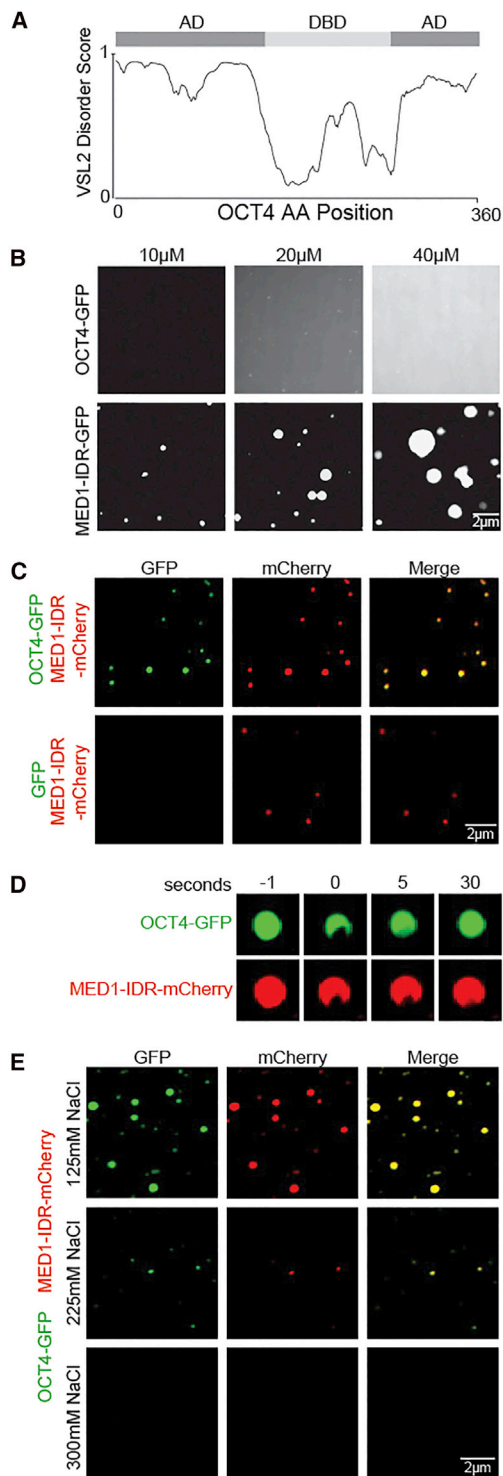 A
AD DBD AD
VSL2 Disorder Score
1
0
0 OCT4 AA Position 360
B
10µM 20µM 40µM
OCT4-GFP
MED1-IDR-GFP
2µm
C
GFP mCherry Merge
OCT4-GFP
MED1-IDR
-mCherry
GFP
MED1-IDR
-mCherry
2µm
D
seconds -1 0 5 30
OCT4-GFP
MED1-IDR-mCherry
E
GFP mCherry Merge
OCT4-GFP MED1-IDR-mCherry
125mM NaCl
225mM NaCl
300mM NaCl
2µm